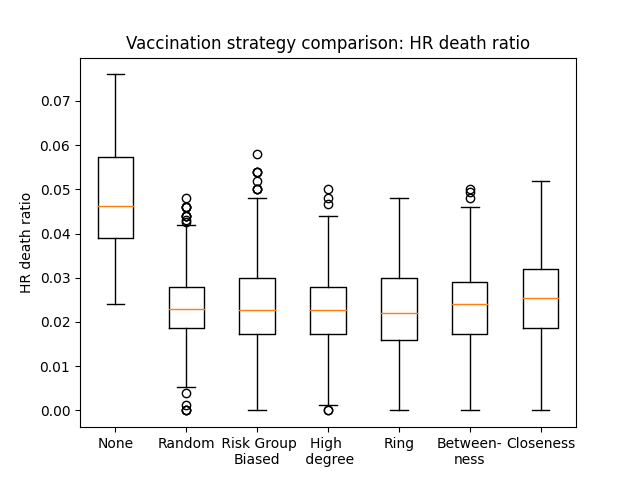 Vaccination strategy comparison: HR death ratio
HR death ratio
0.07
0.06
0.05
0.04
0.03
0.02
0.01
0.00
None
Random
Risk Group
Biased
High
degree
Ring
Between-
ness
Closeness